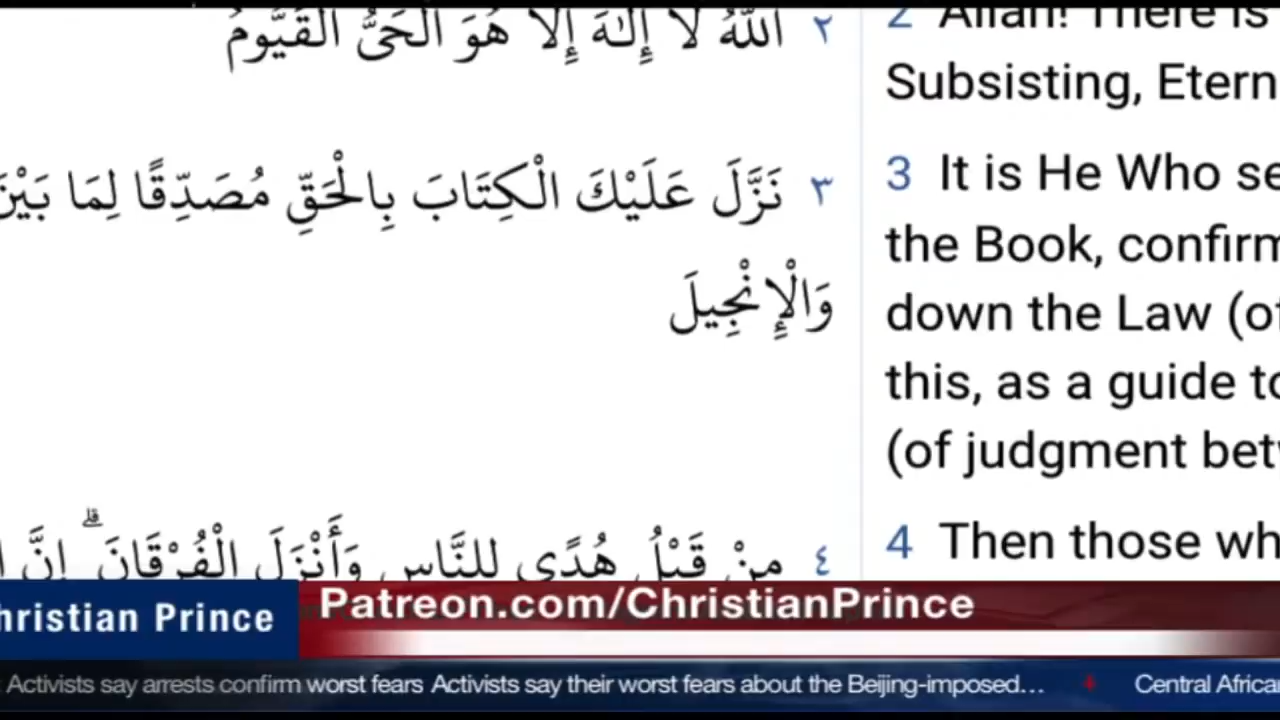 ٢ اللَّهُ لَا إِلَٰهَ إِلَّا هُوَ الْحَيُّ الْقَيُّومُ
٣ نَزَّلَ عَلَيْكَ الْكِتَابَ بِالْحَقِّ مُصَدِّقًا لِمَا بَيْنَ
وَالْإِنْجِيلَ
٤ مِنْ قَبْلُ هُدًى لِلنَّاسِ وَأَنْزَلَ الْفُرْقَانَ ۗ إِنَّ
2 Allah! There is
Subsisting, Etern
3 It is He Who se
the Book, confirm
down the Law (of
this, as a guide to
(of judgment betw
4 Then those wh
hristian Prince
Patreon.com/ChristianPrince
Activists say arrests confirm worst fears Activists say their worst fears about the Beijing-imposed... Central Africa